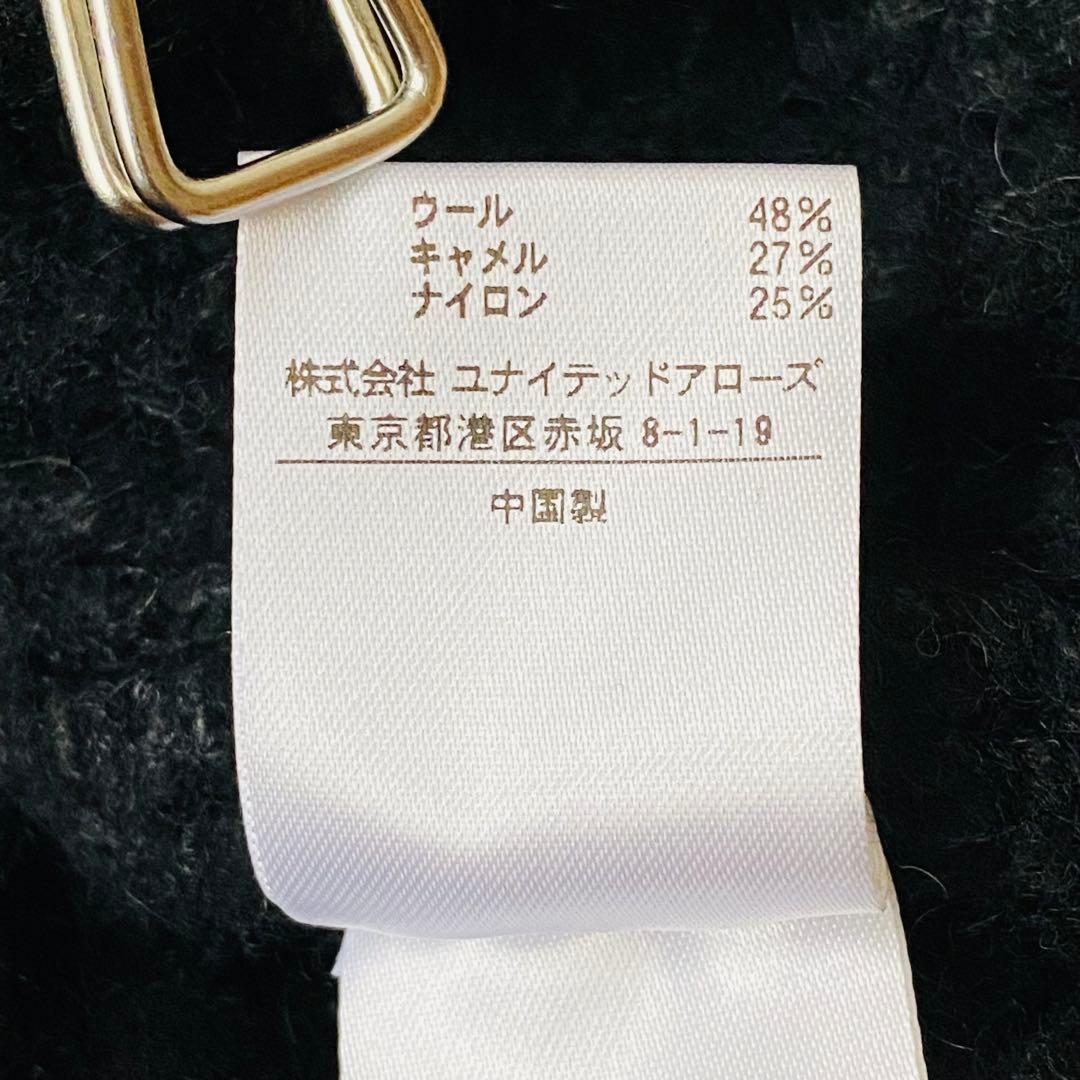 ウール 48%
キャメル 27%
ナイロン 25%
株式会社 ユナイテッドアローズ
東京都港区赤坂 8-1-19
中国製